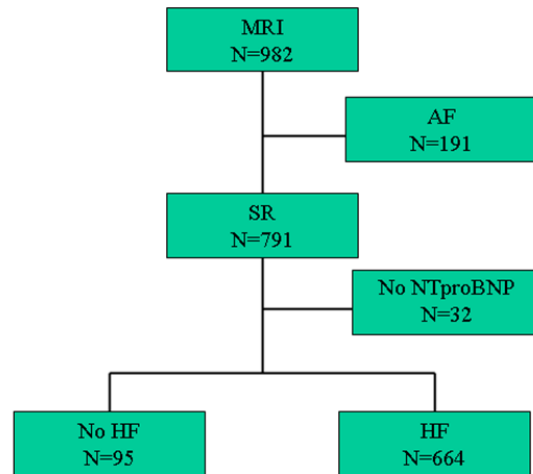 MRI
N=982
AF
N=191
SR
N=791
No NTproBNP
N=32
No HF
N=95
HF
N=664